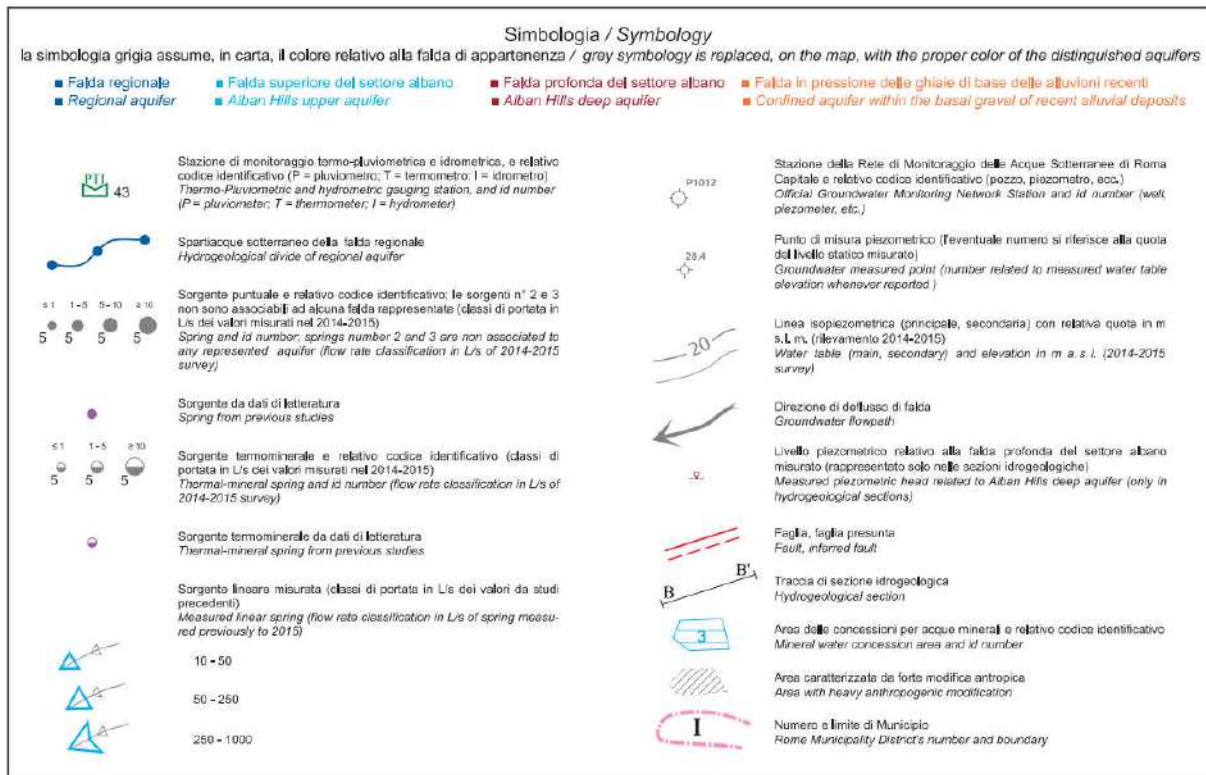 Simbologia / Symbology
la simbologia grigia assume, in carta, il colore relativo alla falda di appartenenza / grey symbology is replaced, on the map, with the proper color of the distinguished aquifers
Falda regionale
Regional aquifer
Falda superiore del settore albano
Alban Hills upper aquifer
Falda profonda del settore albano
Alban Hills deep aquifer
Falda in pressione delle ghiaie di base delle alluvioni recenti
Confined aquifer within the basal gravel of recent alluvial deposits
PTI 43
Stazione di monitoraggio termo-pluviometrica e idrometrica, e relativo
codice identificativo (P = pluviometro; T = termometro; I = idrometro)
Thermo-Pluviometric and hydrometric gauging station, and id number
(P = pluviometer; T = thermometer; I = hydrometer)
Spartiacque sotterraneo della falda regionale
Hydrogeological divide of regional aquifer
≤ 1 1 - 5 5 - 10 ≥ 10
5 5 5 5
Sorgente puntuale e relativo codice identificativo; le sorgenti n° 2 e 3
non sono associabili ad alcuna falda rappresentata (classi di portata in
L/s dei valori misurati nel 2014-2015)
Spring and id number; springs number 2 and 3 are non associated to
any represented aquifer (flow rate classification in L/s of 2014-2015
survey)
Sorgente da dati di letteratura
Spring from previous studies
≤ 1 1 - 5 ≥ 10
5 5 5
Sorgente termominerale e relativo codice identificativo (classi di
portata in L/s dei valori misurati nel 2014-2015)
Thermal-mineral spring and id number (flow rate classification in L/s of
2014-2015 survey)
Sorgente termominerale da dati di letteratura
Thermal-mineral spring from previous studies
Sorgente lineare misurata (classi di portata in L/s dei valori da studi
precedenti)
Measured linear spring (flow rate classification in L/s of spring measu-
red previously to 2015)
10 - 50
50 - 250
250 - 1000
P1012
Stazione della Rete di Monitoraggio delle Acque Sotterranee di Roma
Capitale e relativo codice identificativo (pozzo, piezometro, ecc.)
Official Groundwater Monitoring Network Station and id number (well,
piezometer, etc.)
28,4
Punto di misura piezometrico (l'eventuale numero si riferisce alla quota
del livello statico misurato)
Groundwater measured point (number related to measured water table
elevation whenever reported )
20
Linea isopiezometrica (principale, secondaria) con relativa quota in m
s.l.m. (rilevamento 2014-2015)
Water table (main, secondary) and elevation in m a.s.l. (2014-2015
survey)
Direzione di deflusso di falda
Groundwater flowpath
Livello piezometrico relativo alla falda profonda del settore albano
misurato (rappresentato solo nelle sezioni idrogeologiche)
Measured piezometric head related to Alban Hills deep aquifer (only in
hydrogeological sections)
Faglia, faglia presunta
Fault, inferred fault
B B'
Traccia di sezione idrogeologica
Hydrogeological section
3
Area delle concessioni per acque minerali e relativo codice identificativo
Mineral water concession area and id number
Area caratterizzata da forte modifica antropica
Area with heavy anthropogenic modification
I
Numero e limite di Municipio
Rome Municipality District's number and boundary